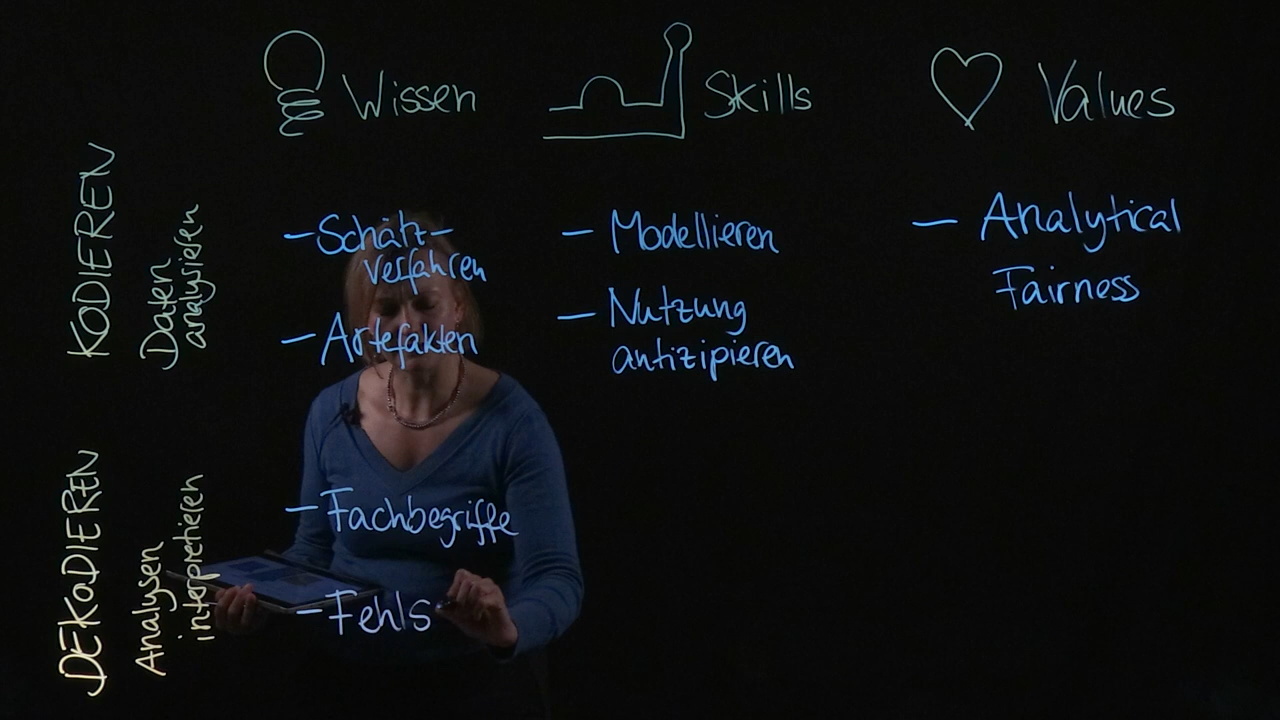 Wissen
Skills
Values
KODIEREN
Daten
analysieren
- Schätz-
verfahren
- Artefakten
- Modellieren
- Nutzung
antizipieren
- Analytical
Fairness
DEKODIEREN
Analysen
interpretieren
- Fachbegriffe
- Fehls